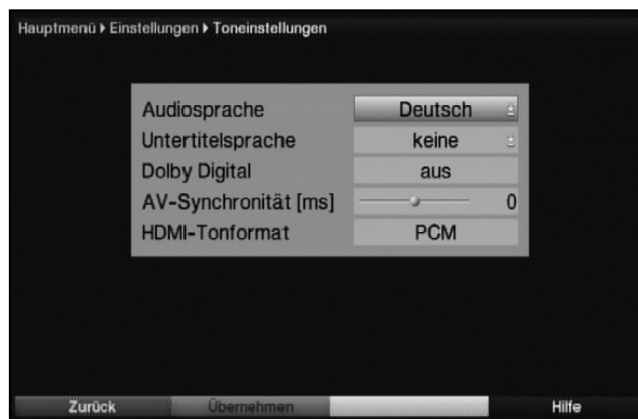 Hauptmenü ▸ Einstellungen ▸ Toneinstellungen
Audiosprache Deutsch
Untertitelsprache keine
Dolby Digital aus
AV-Synchronität [ms] 0
HDMI-Tonformat PCM
Zurück Übernehmen Hilfe